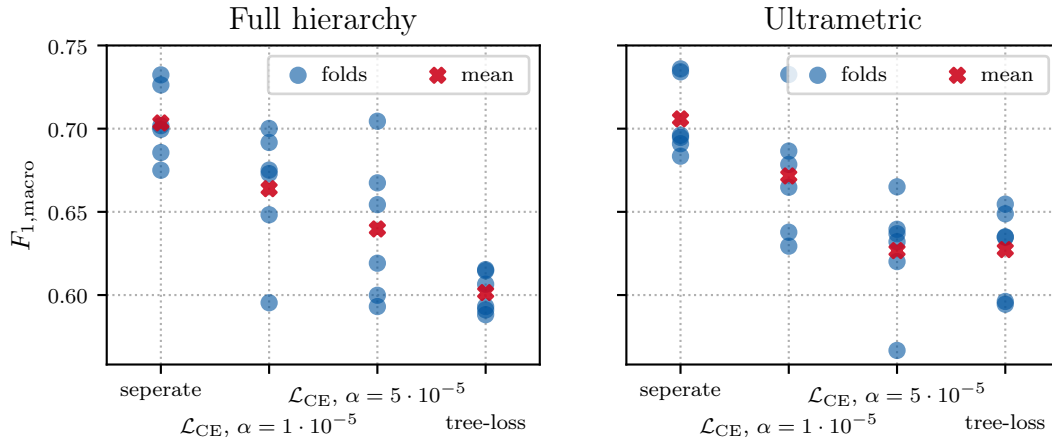 Full hierarchy
Ultrametric
0.75
0.70
0.65
0.60
F1,macro
folds
mean
folds
mean
seperate
ℒCE, α = 5 · 10⁻⁵
ℒCE, α = 1 · 10⁻⁵
tree-loss
seperate
ℒCE, α = 5 · 10⁻⁵
ℒCE, α = 1 · 10⁻⁵
tree-loss